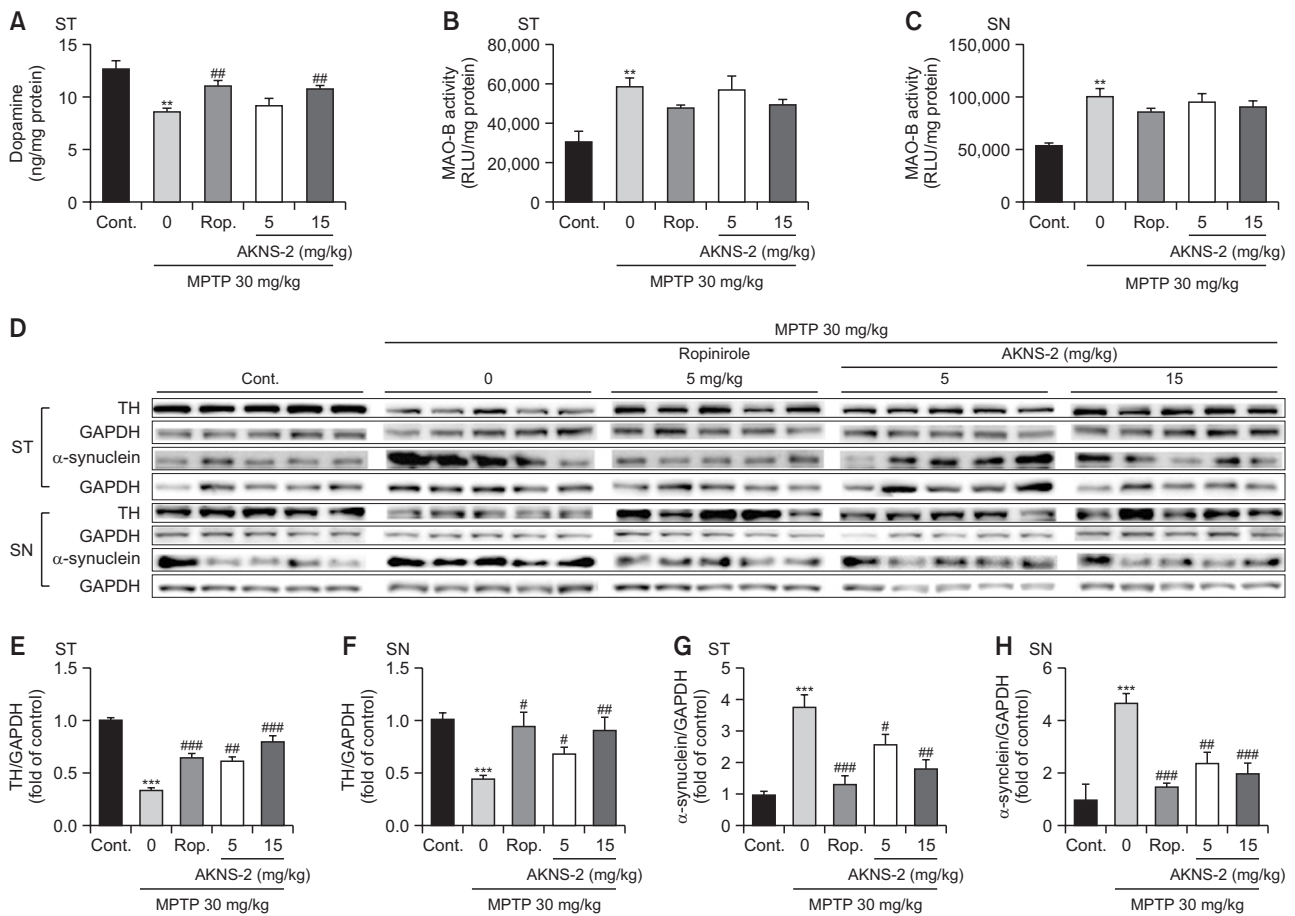 A ST
Dopamine
(ng/mg protein)
15
10
5
0
**
##
##
Cont. 0 Rop. 5 15
AKNS-2 (mg/kg)
MPTP 30 mg/kg
B ST
MAO-B activity
(RLU/mg protein)
80,000
60,000
40,000
20,000
0
**
Cont. 0 Rop. 5 15
AKNS-2 (mg/kg)
MPTP 30 mg/kg
C SN
MAO-B activity
(RLU/mg protein)
150,000
100,000
50,000
0
**
Cont. 0 Rop. 5 15
AKNS-2 (mg/kg)
MPTP 30 mg/kg
D
MPTP 30 mg/kg
Ropinirole AKNS-2 (mg/kg)
Cont. 0 5 mg/kg 5 15
ST
TH
GAPDH
α-synuclein
GAPDH
SN
TH
GAPDH
α-synuclein
GAPDH
E ST
TH/GAPDH
(fold of control)
1.5
1.0
0.5
0.0
***
###
##
###
Cont. 0 Rop. 5 15
AKNS-2 (mg/kg)
MPTP 30 mg/kg
F SN
TH/GAPDH
(fold of control)
1.5
1.0
0.5
0.0
***
#
#
##
Cont. 0 Rop. 5 15
AKNS-2 (mg/kg)
MPTP 30 mg/kg
G ST
α-synuclein/GAPDH
(fold of control)
5
4
3
2
1
0
***
###
#
##
Cont. 0 Rop. 5 15
AKNS-2 (mg/kg)
MPTP 30 mg/kg
H SN
α-synclein/GAPDH
(fold of control)
6
4
2
0
***
###
##
###
Cont. 0 Rop. 5 15
AKNS-2 (mg/kg)
MPTP 30 mg/kg